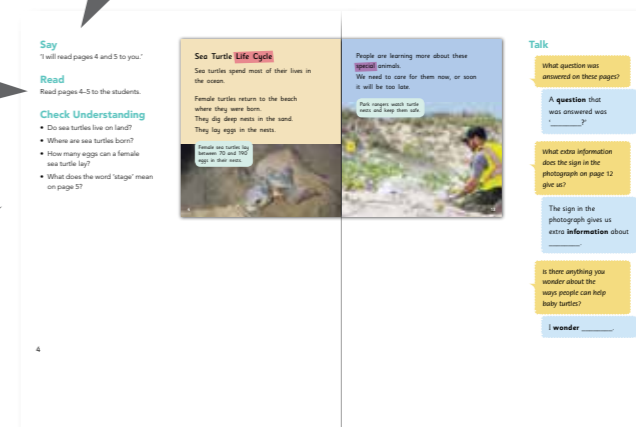 Say
'I will read pages 4 and 5 to you.'
Read
Read pages 4–5 to the students.
Check Understanding
• Do sea turtles live on land?
• Where are sea turtles born?
• How many eggs can a female
sea turtle lay?
• What does the word 'stage' mean
on page 5?
4
Sea Turtle Life Cycle
Sea turtles spend most of their lives in
the ocean.
Female turtles return to the beach
where they were born.
They dig deep nests in the sand.
They lay eggs in the nests.
Female sea turtles lay
between 70 and 190
eggs in their nests.
People are learning more about these
special animals.
We need to care for them now, or soon
it will be too late.
Park rangers watch turtle
nests and keep them safe.
Talk
What question was
answered on these pages?
A question that
was answered was
'________?'
What extra information
does the sign in the
photograph on page 12
give us?
The sign in the
photograph gives us
extra information about
________.
Is there anything you
wonder about the
ways people can help
baby turtles?
I wonder ________.